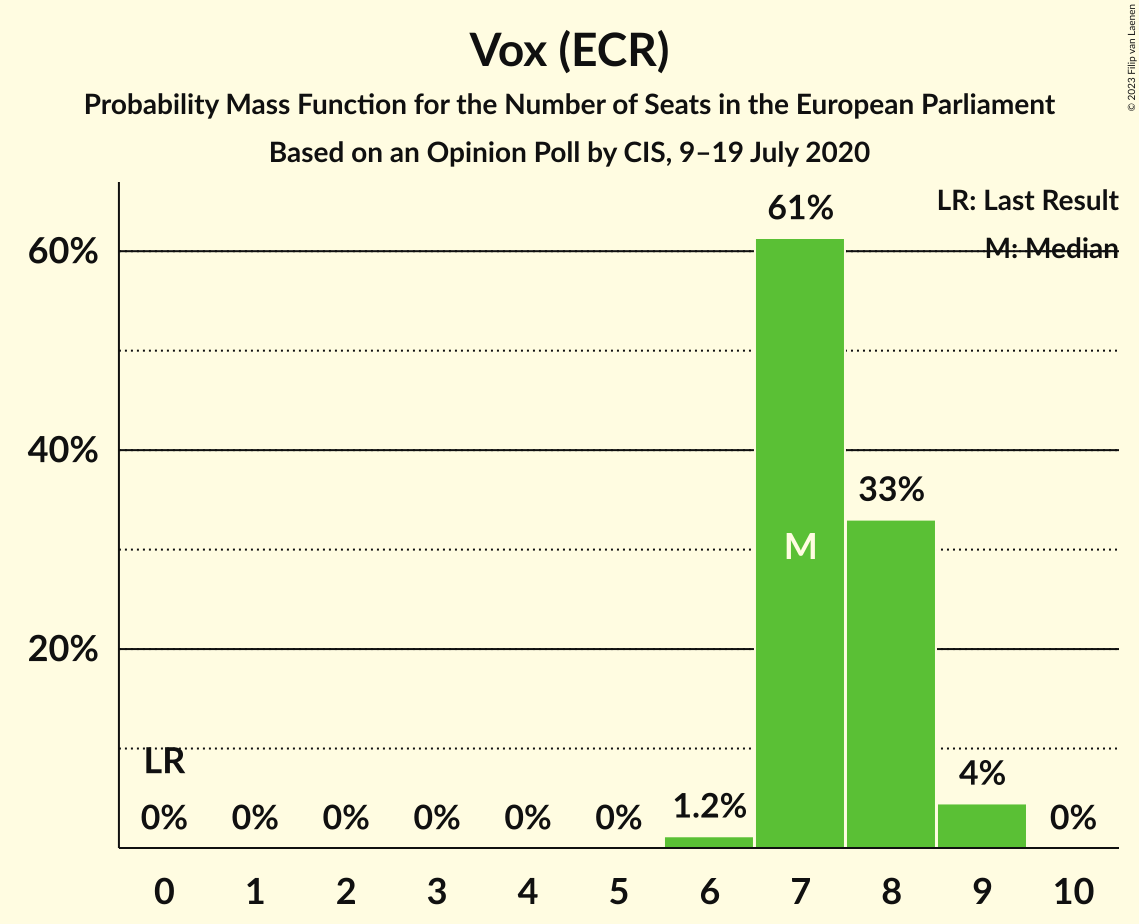 Vox (ECR)
Probability Mass Function for the Number of Seats in the European Parliament
Based on an Opinion Poll by CIS, 9–19 July 2020
© 2023 Filip van Laenen
LR: Last Result
M: Median
61%
60%
40%
33%
M
20%
LR
4%
1.2%
0% 0% 0% 0% 0% 0% 0%
0 1 2 3 4 5 6 7 8 9 10